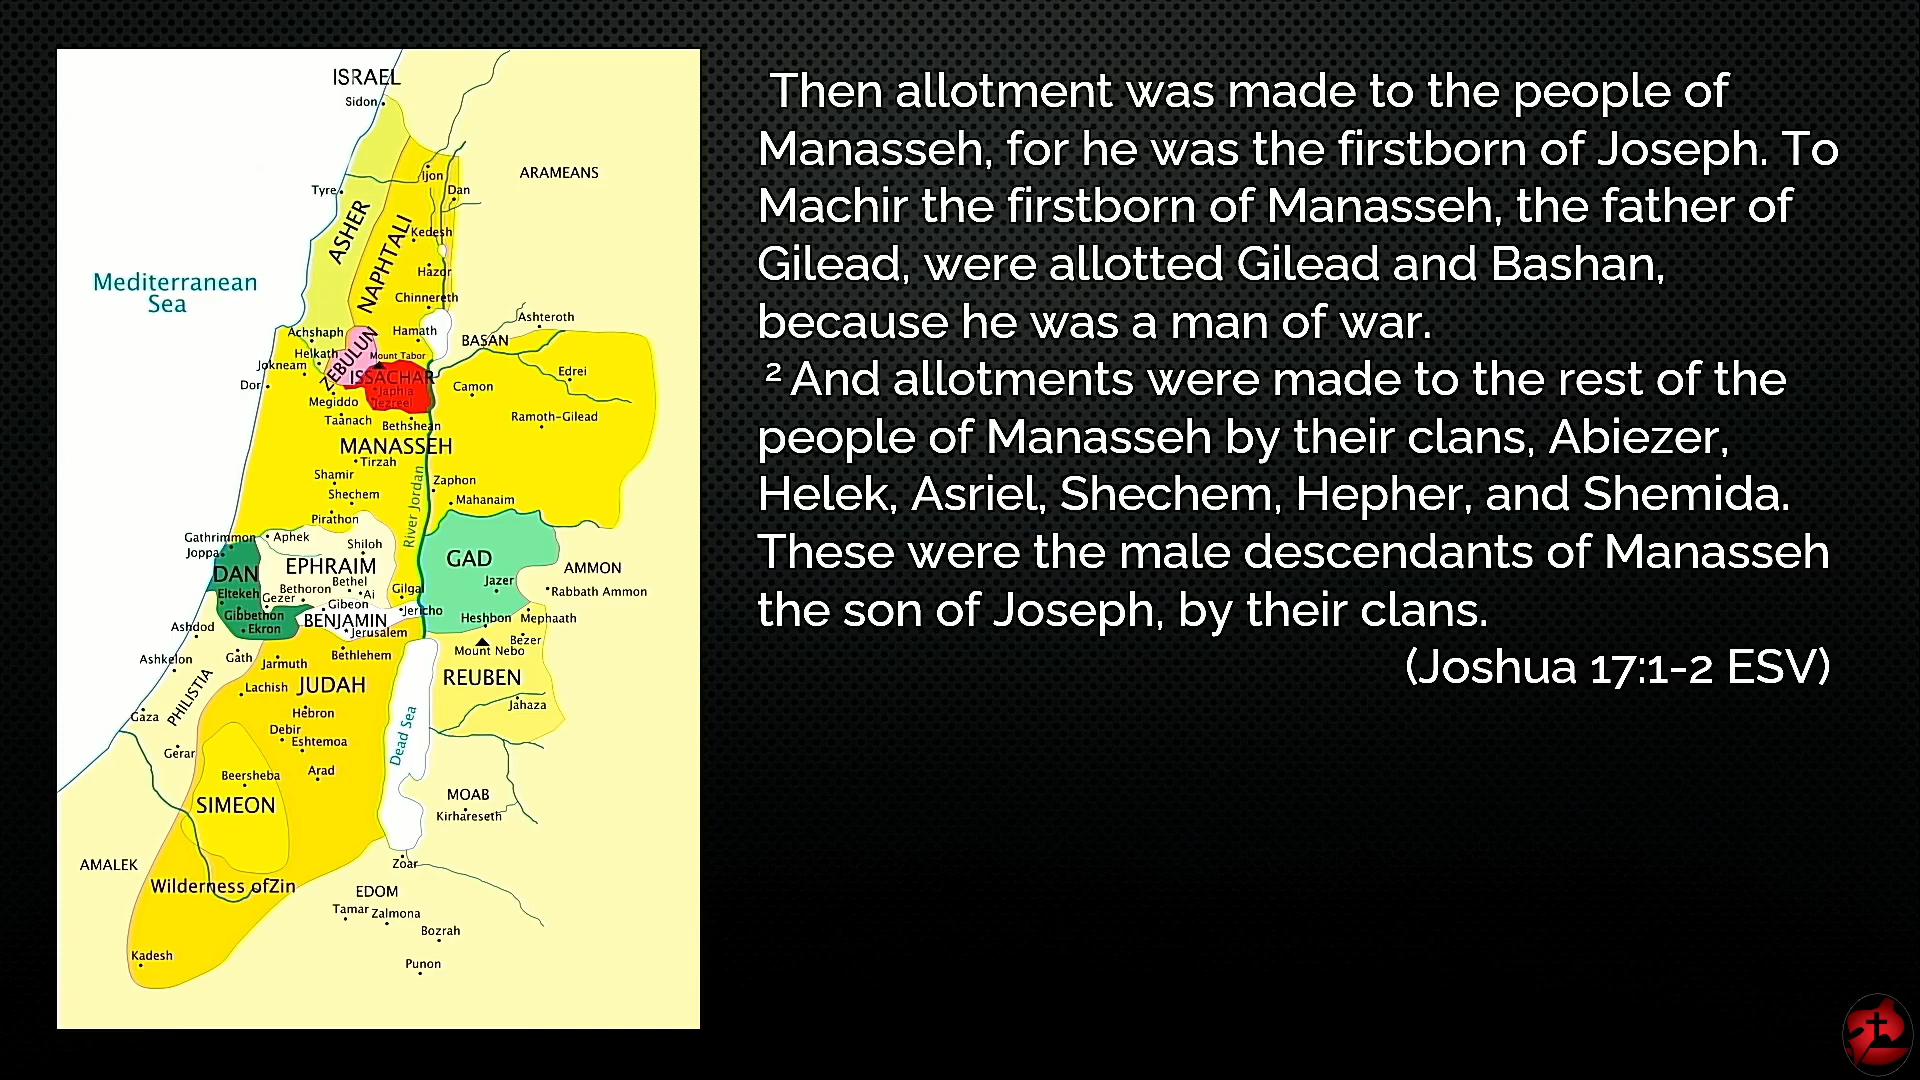 ISRAEL
Sidon
ARAMEANS
Ijon
Dan
Tyre
ASHER
NAPHTALI
Kedesh
Hazor
Mediterranean
Sea
Chinnereth
Ashteroth
Achshaph
Hamath
BASAN
ZEBULUN
Helkath
Mount Tabor
Jokneam
ISSACHAR
Edrei
Dor
Camon
Japhia
Jezreel
Megiddo
Ramoth-Gilead
Taanach
Bethshean
MANASSEH
Tirzah
Shamir
Zaphon
Shechem
Mahanaim
River Jordan
Pirathon
Gathrimmon
Aphek
Joppa
Shiloh
GAD
DAN
EPHRAIM
AMMON
Bethel
Jazer
Eltekeh
Bethoron
Ai
Gilgal
Rabbath Ammon
Gezer
Gibeon
Jericho
Gibbethon
BENJAMIN
Heshbon
Mephaath
Ashdod
Ekron
Jerusalem
Bezer
Ashkelon
Gath
Jarmuth
Bethlehem
Mount Nebo
REUBEN
Lachish
JUDAH
PHILISTIA
Jahaza
Gaza
Hebron
Debir
Eshtemoa
Dead Sea
Gerar
Beersheba
Arad
SIMEON
MOAB
Kirhareseth
AMALEK
Zoar
Wilderness ofZin
EDOM
Tamar
Zalmona
Bozrah
Kadesh
Punon
Then allotment was made to the people of
Manasseh, for he was the firstborn of Joseph. To
Machir the firstborn of Manasseh, the father of
Gilead, were allotted Gilead and Bashan,
because he was a man of war.
2 And allotments were made to the rest of the
people of Manasseh by their clans, Abiezer,
Helek, Asriel, Shechem, Hepher, and Shemida.
These were the male descendants of Manasseh
the son of Joseph, by their clans.
(Joshua 17:1-2 ESV)